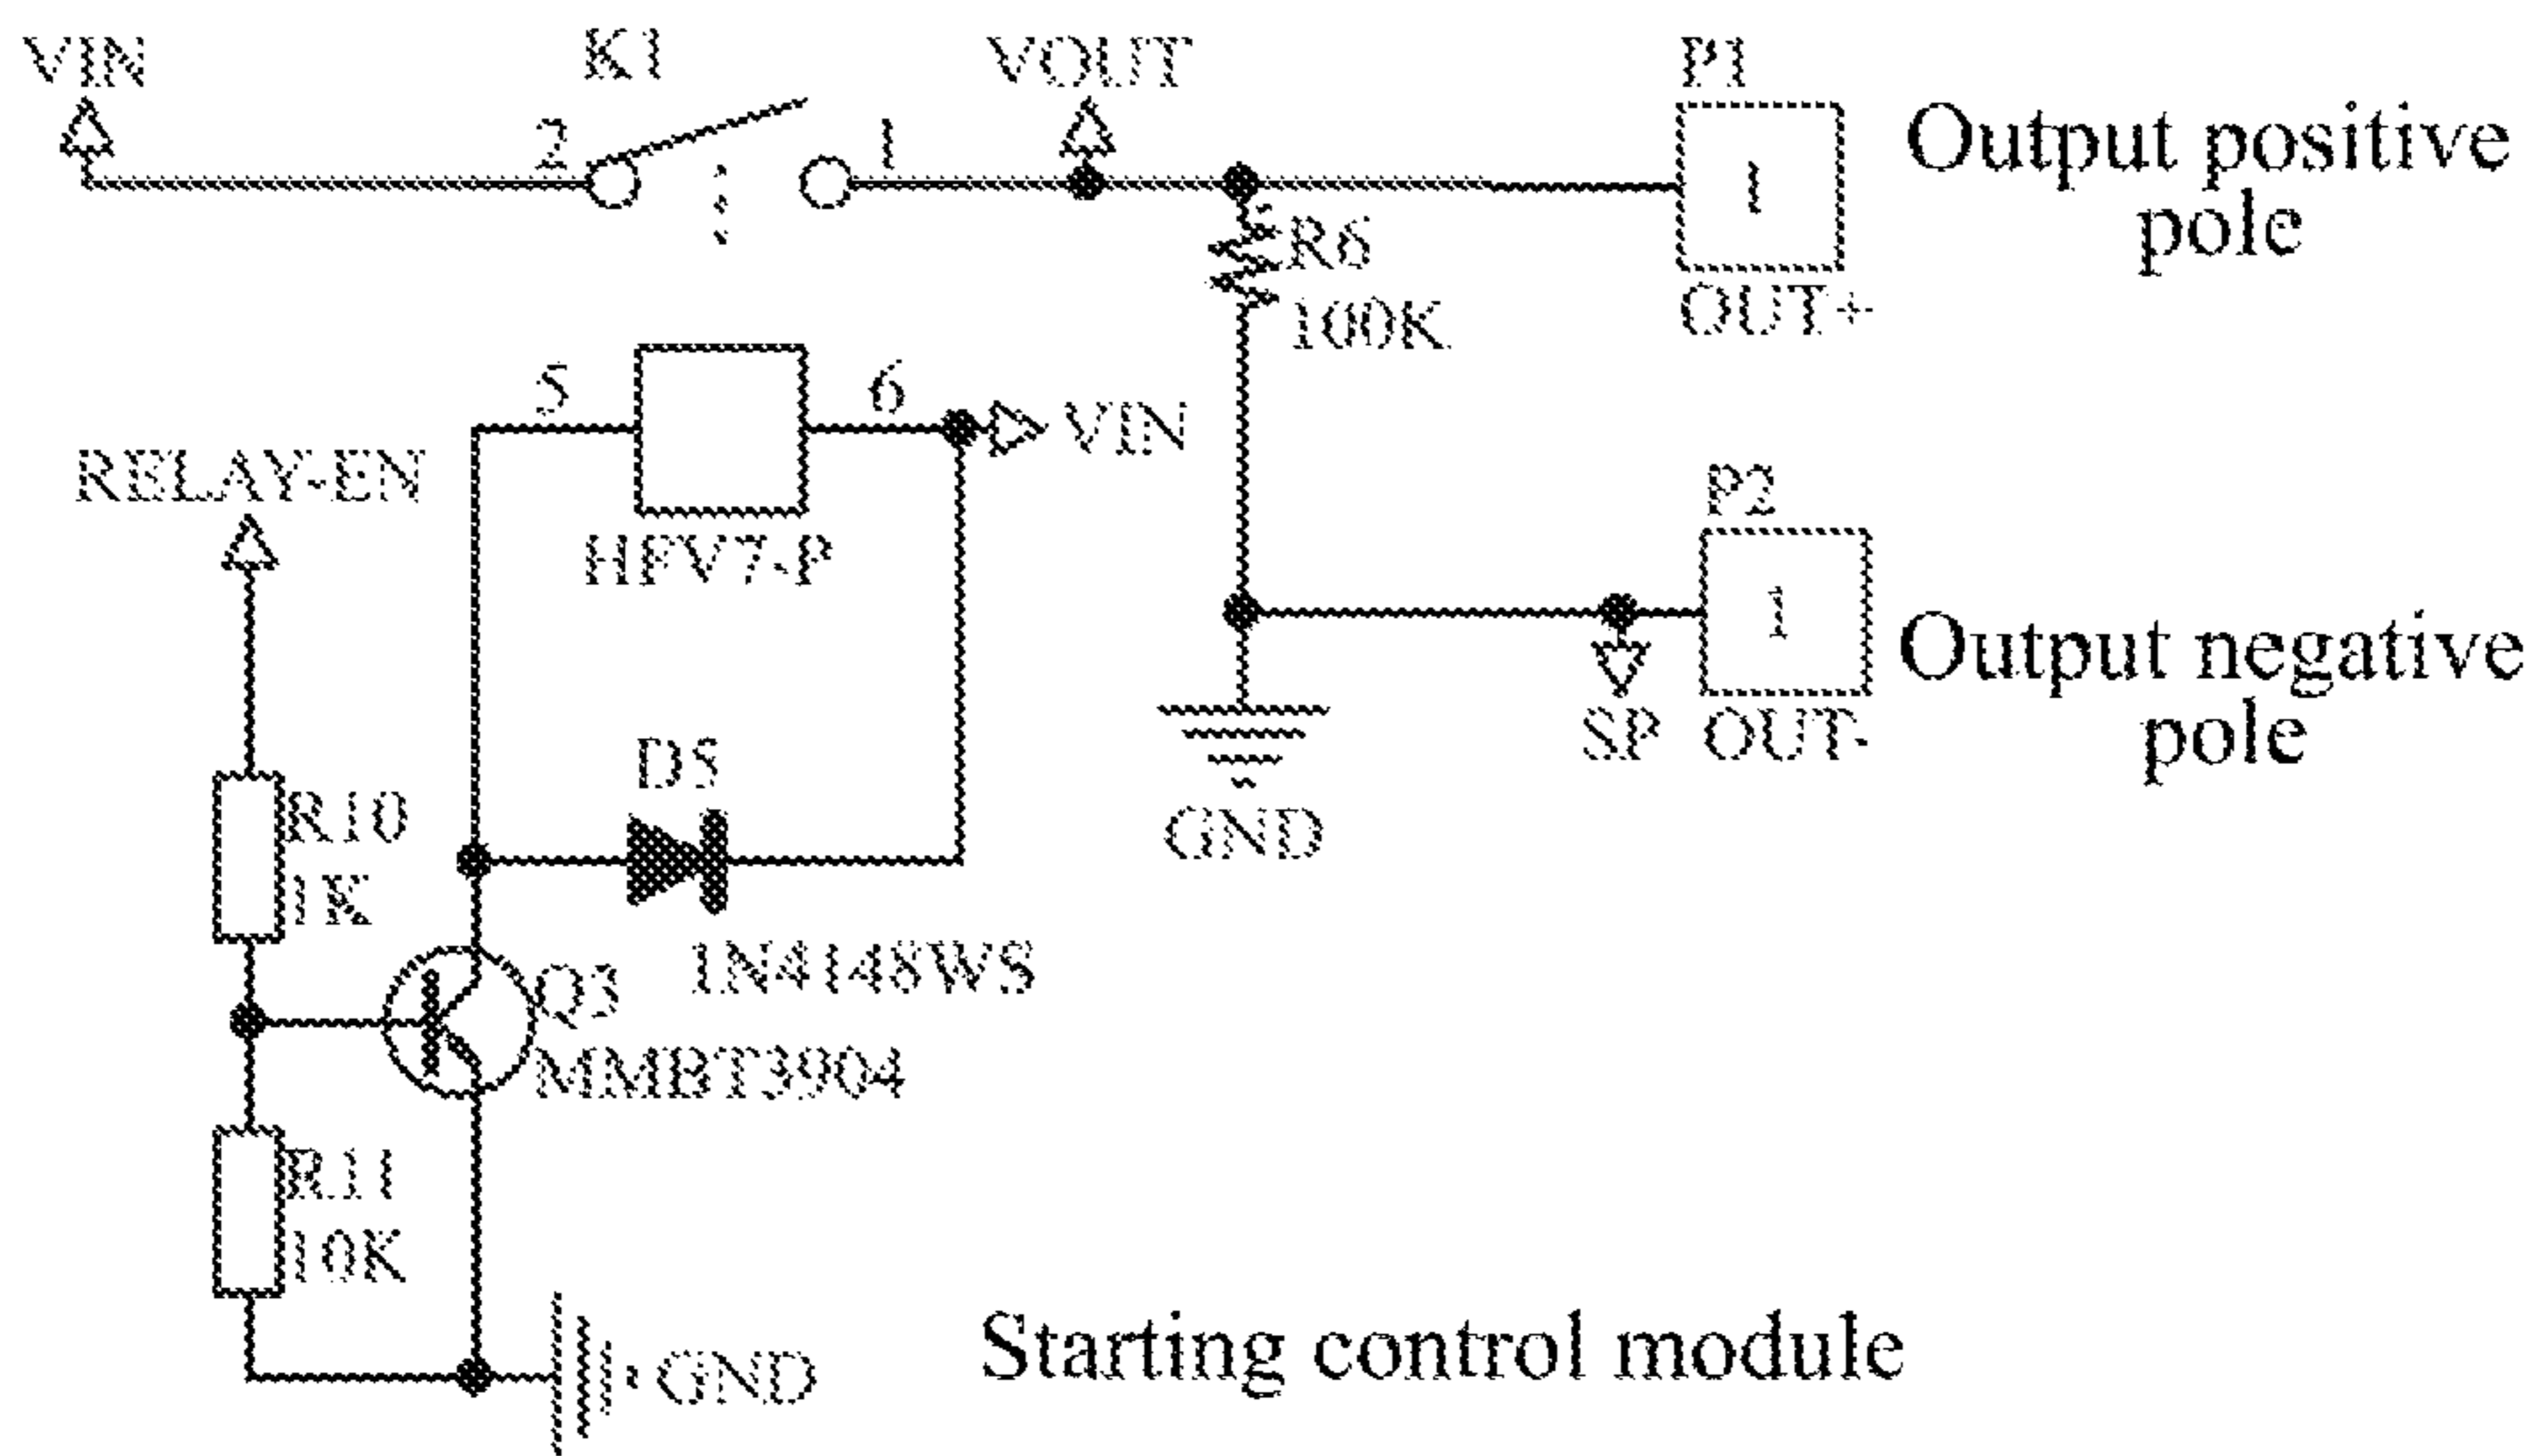 VIN
K1
VOUT
P1
2
1
1
Output positive
pole
R6
100K
OUT+
5
6
VIN
RELAY-EN
HFV7-P
P2
1
Output negative
pole
SP
OUT-
GND
D5
R10
1K
1N4148WS
Q3
MMBT3904
R11
10K
GND
Starting control module